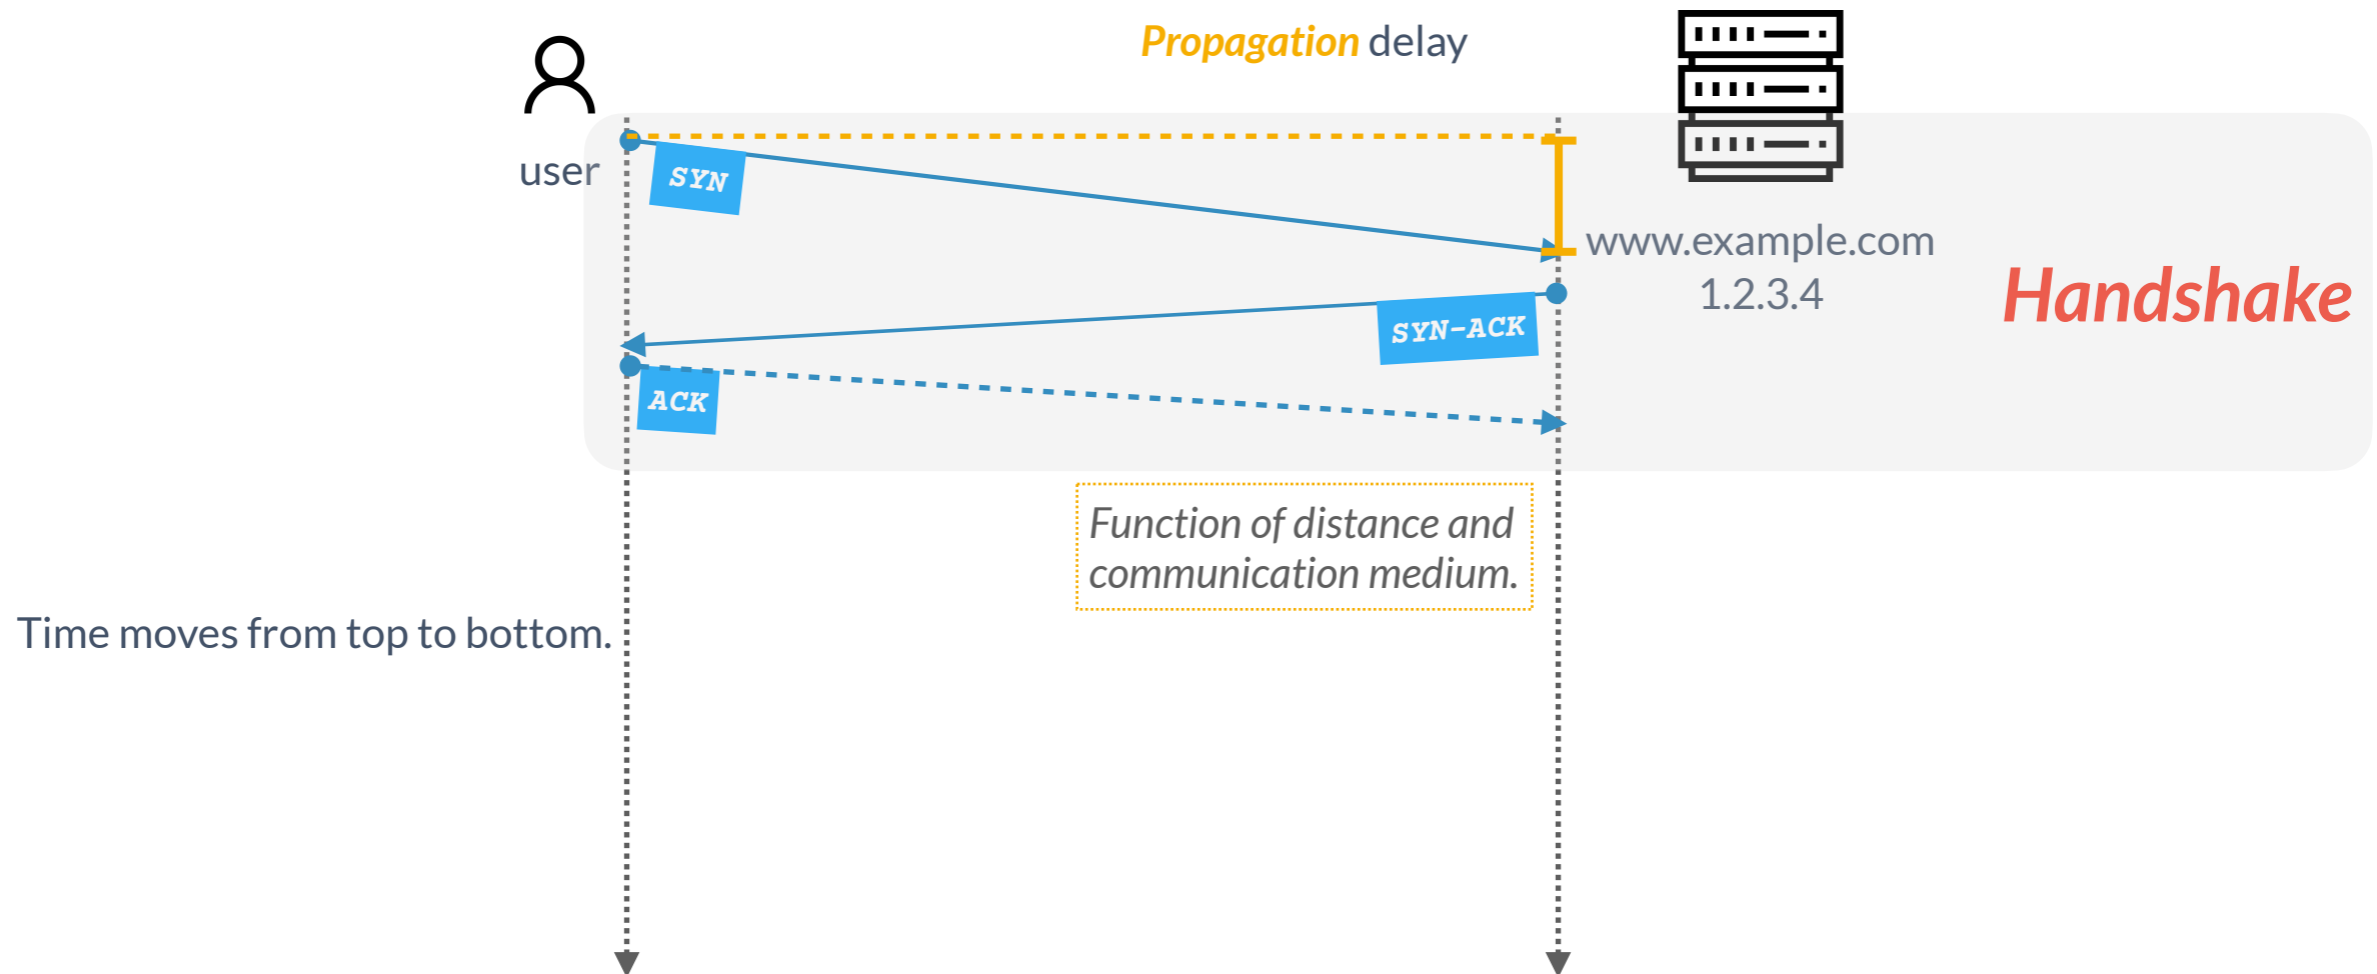 Propagation delay
user
SYN
www.example.com
1.2.3.4
Handshake
SYN-ACK
ACK
Function of distance and
communication medium.
Time moves from top to bottom.